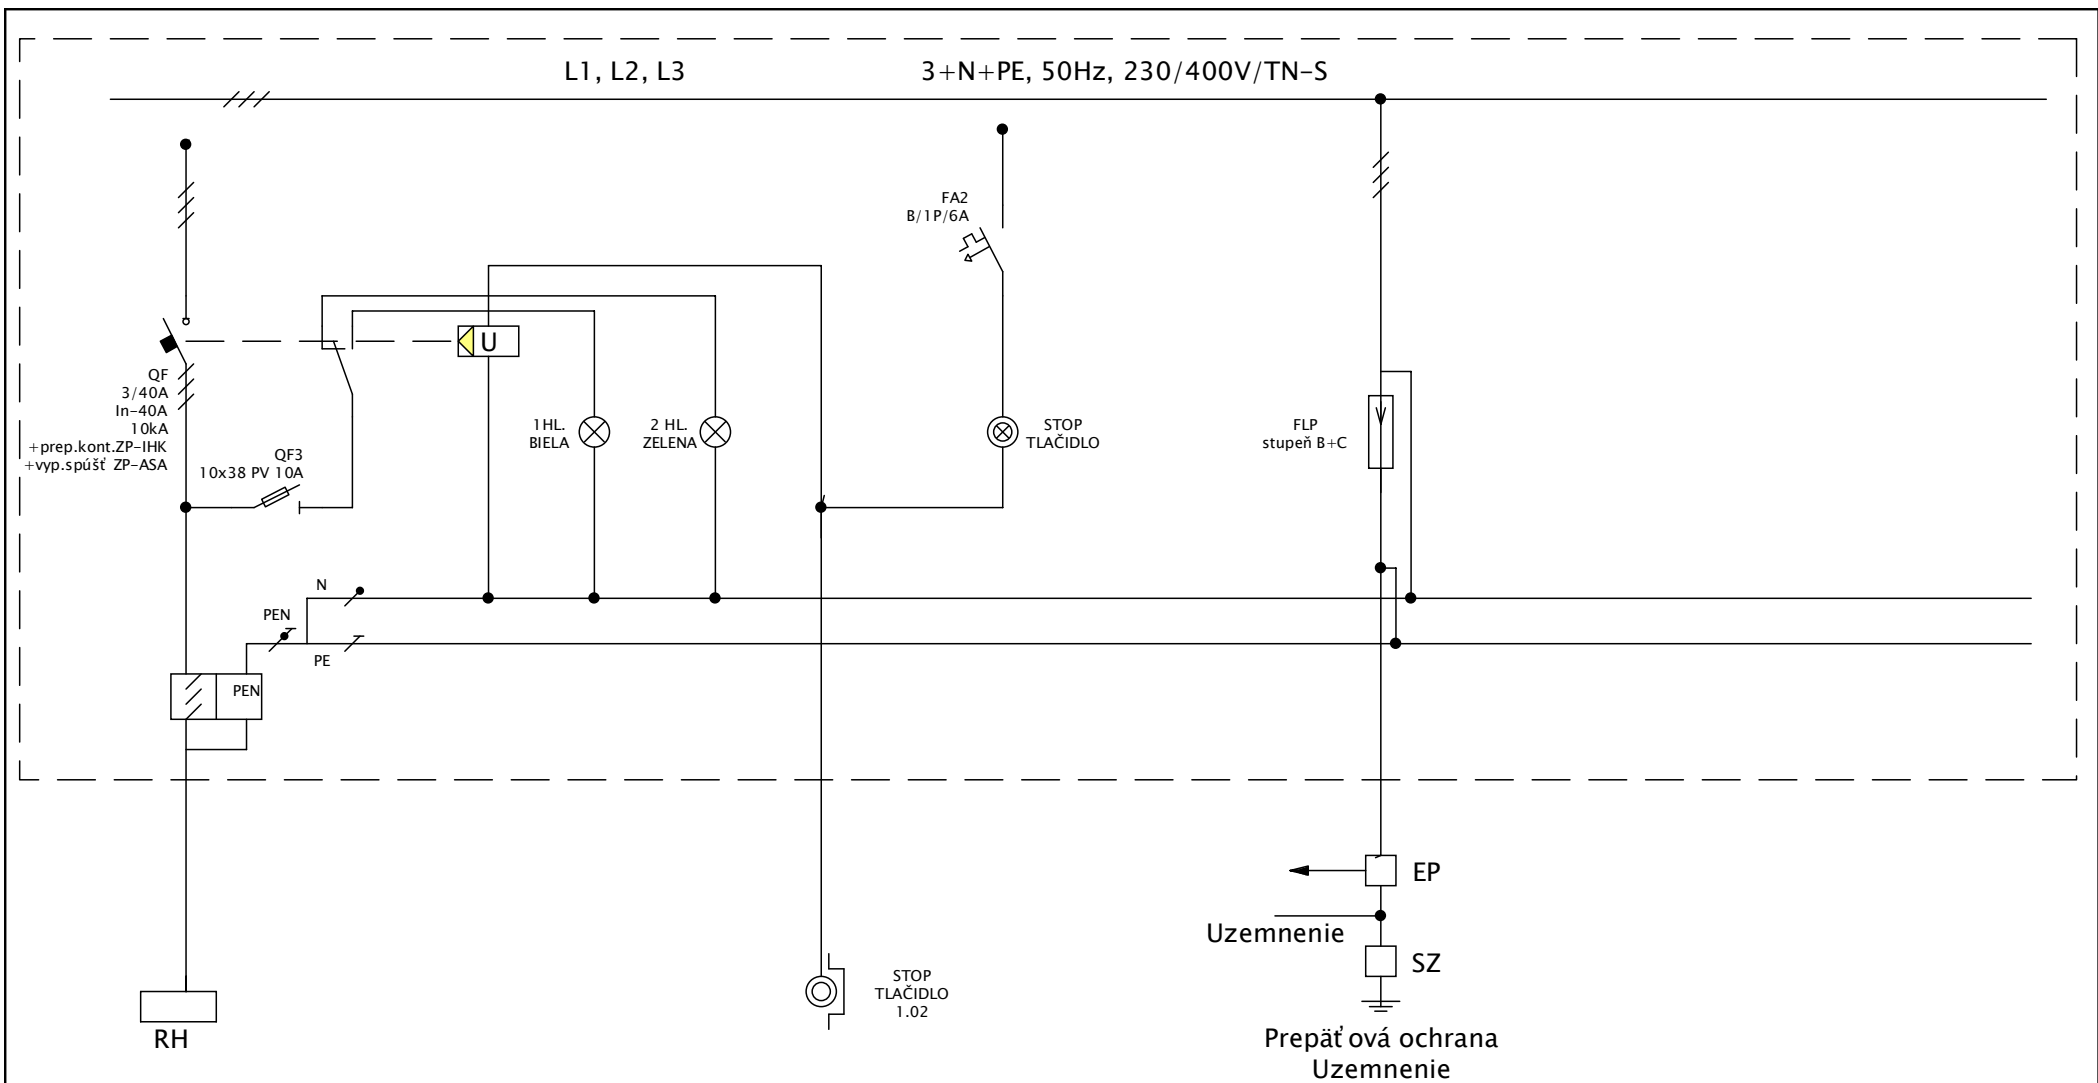 L1, L2, L3
3+N+PE, 50Hz, 230/400V/TN-S
FA2
B/1P/6A
U
QF
3/40A
In-40A
10kA
+prep.kont.ZP-IHK
+vyp.spúšť ZP-ASA
QF3
10x38 PV 10A
1HL.
BIELA
2 HL.
ZELENA
STOP
TLAČIDLO
FLP
stupeň B+C
N
PEN
PE
PEN
EP
Uzemnenie
SZ
STOP
TLAČIDLO
1.02
RH
Prepäťová ochrana
Uzemnenie